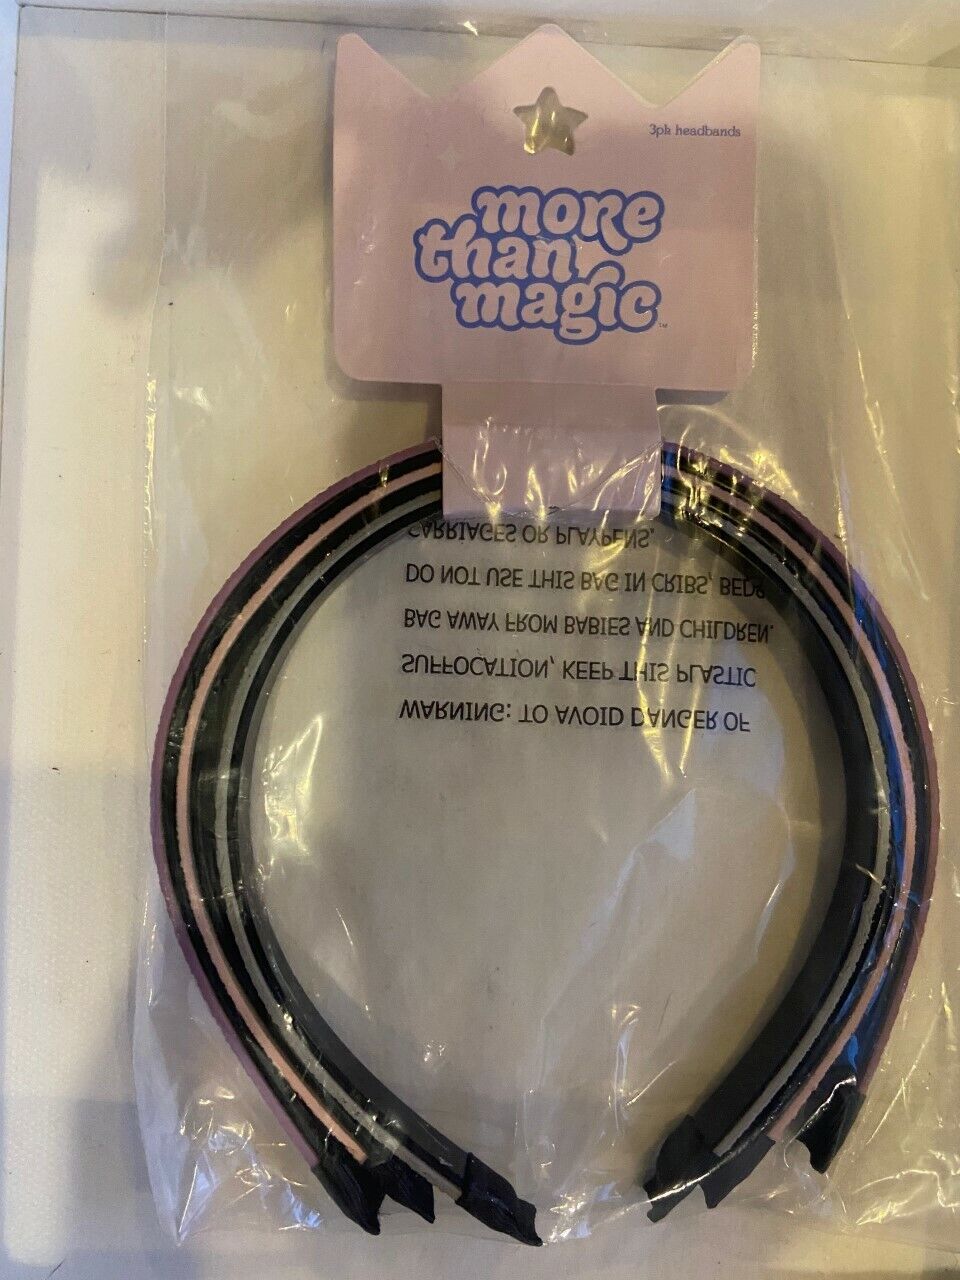 3pk headbands
more
than
magic™
WARNING: TO AVOID DANGER OF
SUFFOCATION, KEEP THIS PLASTIC
BAG AWAY FROM BABIES AND CHILDREN.
DO NOT USE THIS BAG IN CRIBS, BEDS
CARRIAGES OR PLAYPENS.